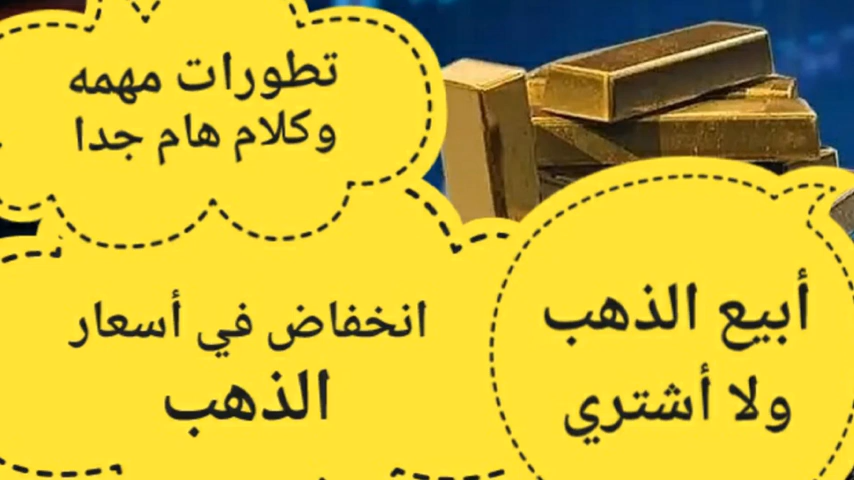 تطورات مهمه
وكلام هام جدا
انخفاض في أسعار
الذهب
أبيع الذهب
ولا أشتري